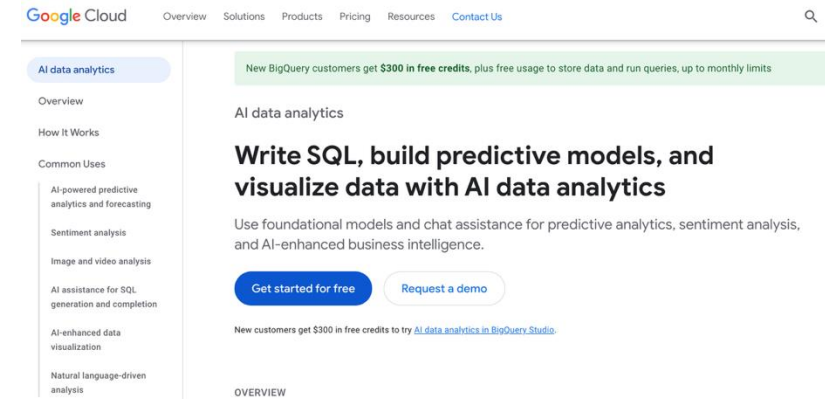 Google Cloud
Overview Solutions Products Pricing Resources Contact Us
AI data analytics
Overview
How It Works
Common Uses
AI-powered predictive
analytics and forecasting
Sentiment analysis
Image and video analysis
AI assistance for SQL
generation and completion
AI-enhanced data
visualization
Natural language-driven
analysis
New BigQuery customers get $300 in free credits, plus free usage to store data and run queries, up to monthly limits
AI data analytics
Write SQL, build predictive models, and
visualize data with AI data analytics
Use foundational models and chat assistance for predictive analytics, sentiment analysis,
and AI-enhanced business intelligence.
Get started for free Request a demo
New customers get $300 in free credits to try AI data analytics in BigQuery Studio.
OVERVIEW